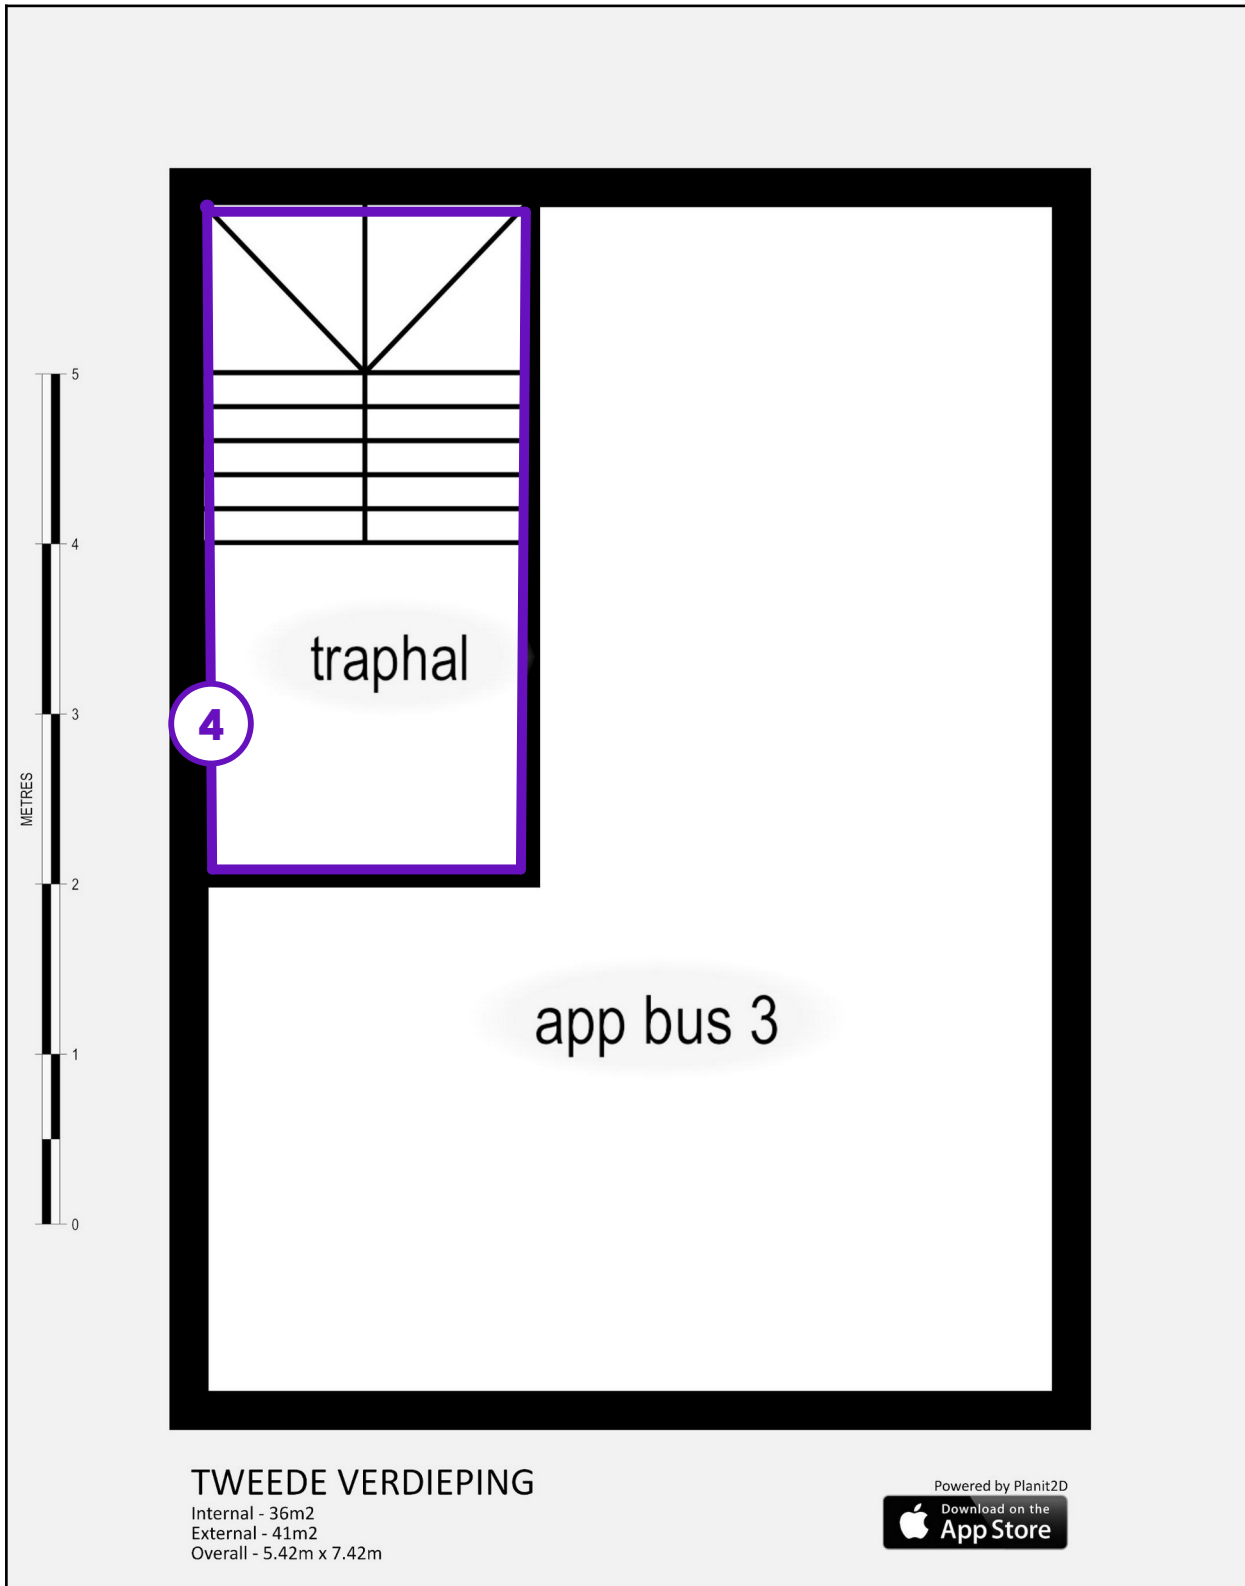 5
4
traphal
3
4
METRES
2
app bus 3
1
0
TWEEDE VERDIEPING
Internal - 36m2
External - 41m2
Overall - 5.42m x 7.42m
Powered by Planit2D
Download on the
App Store